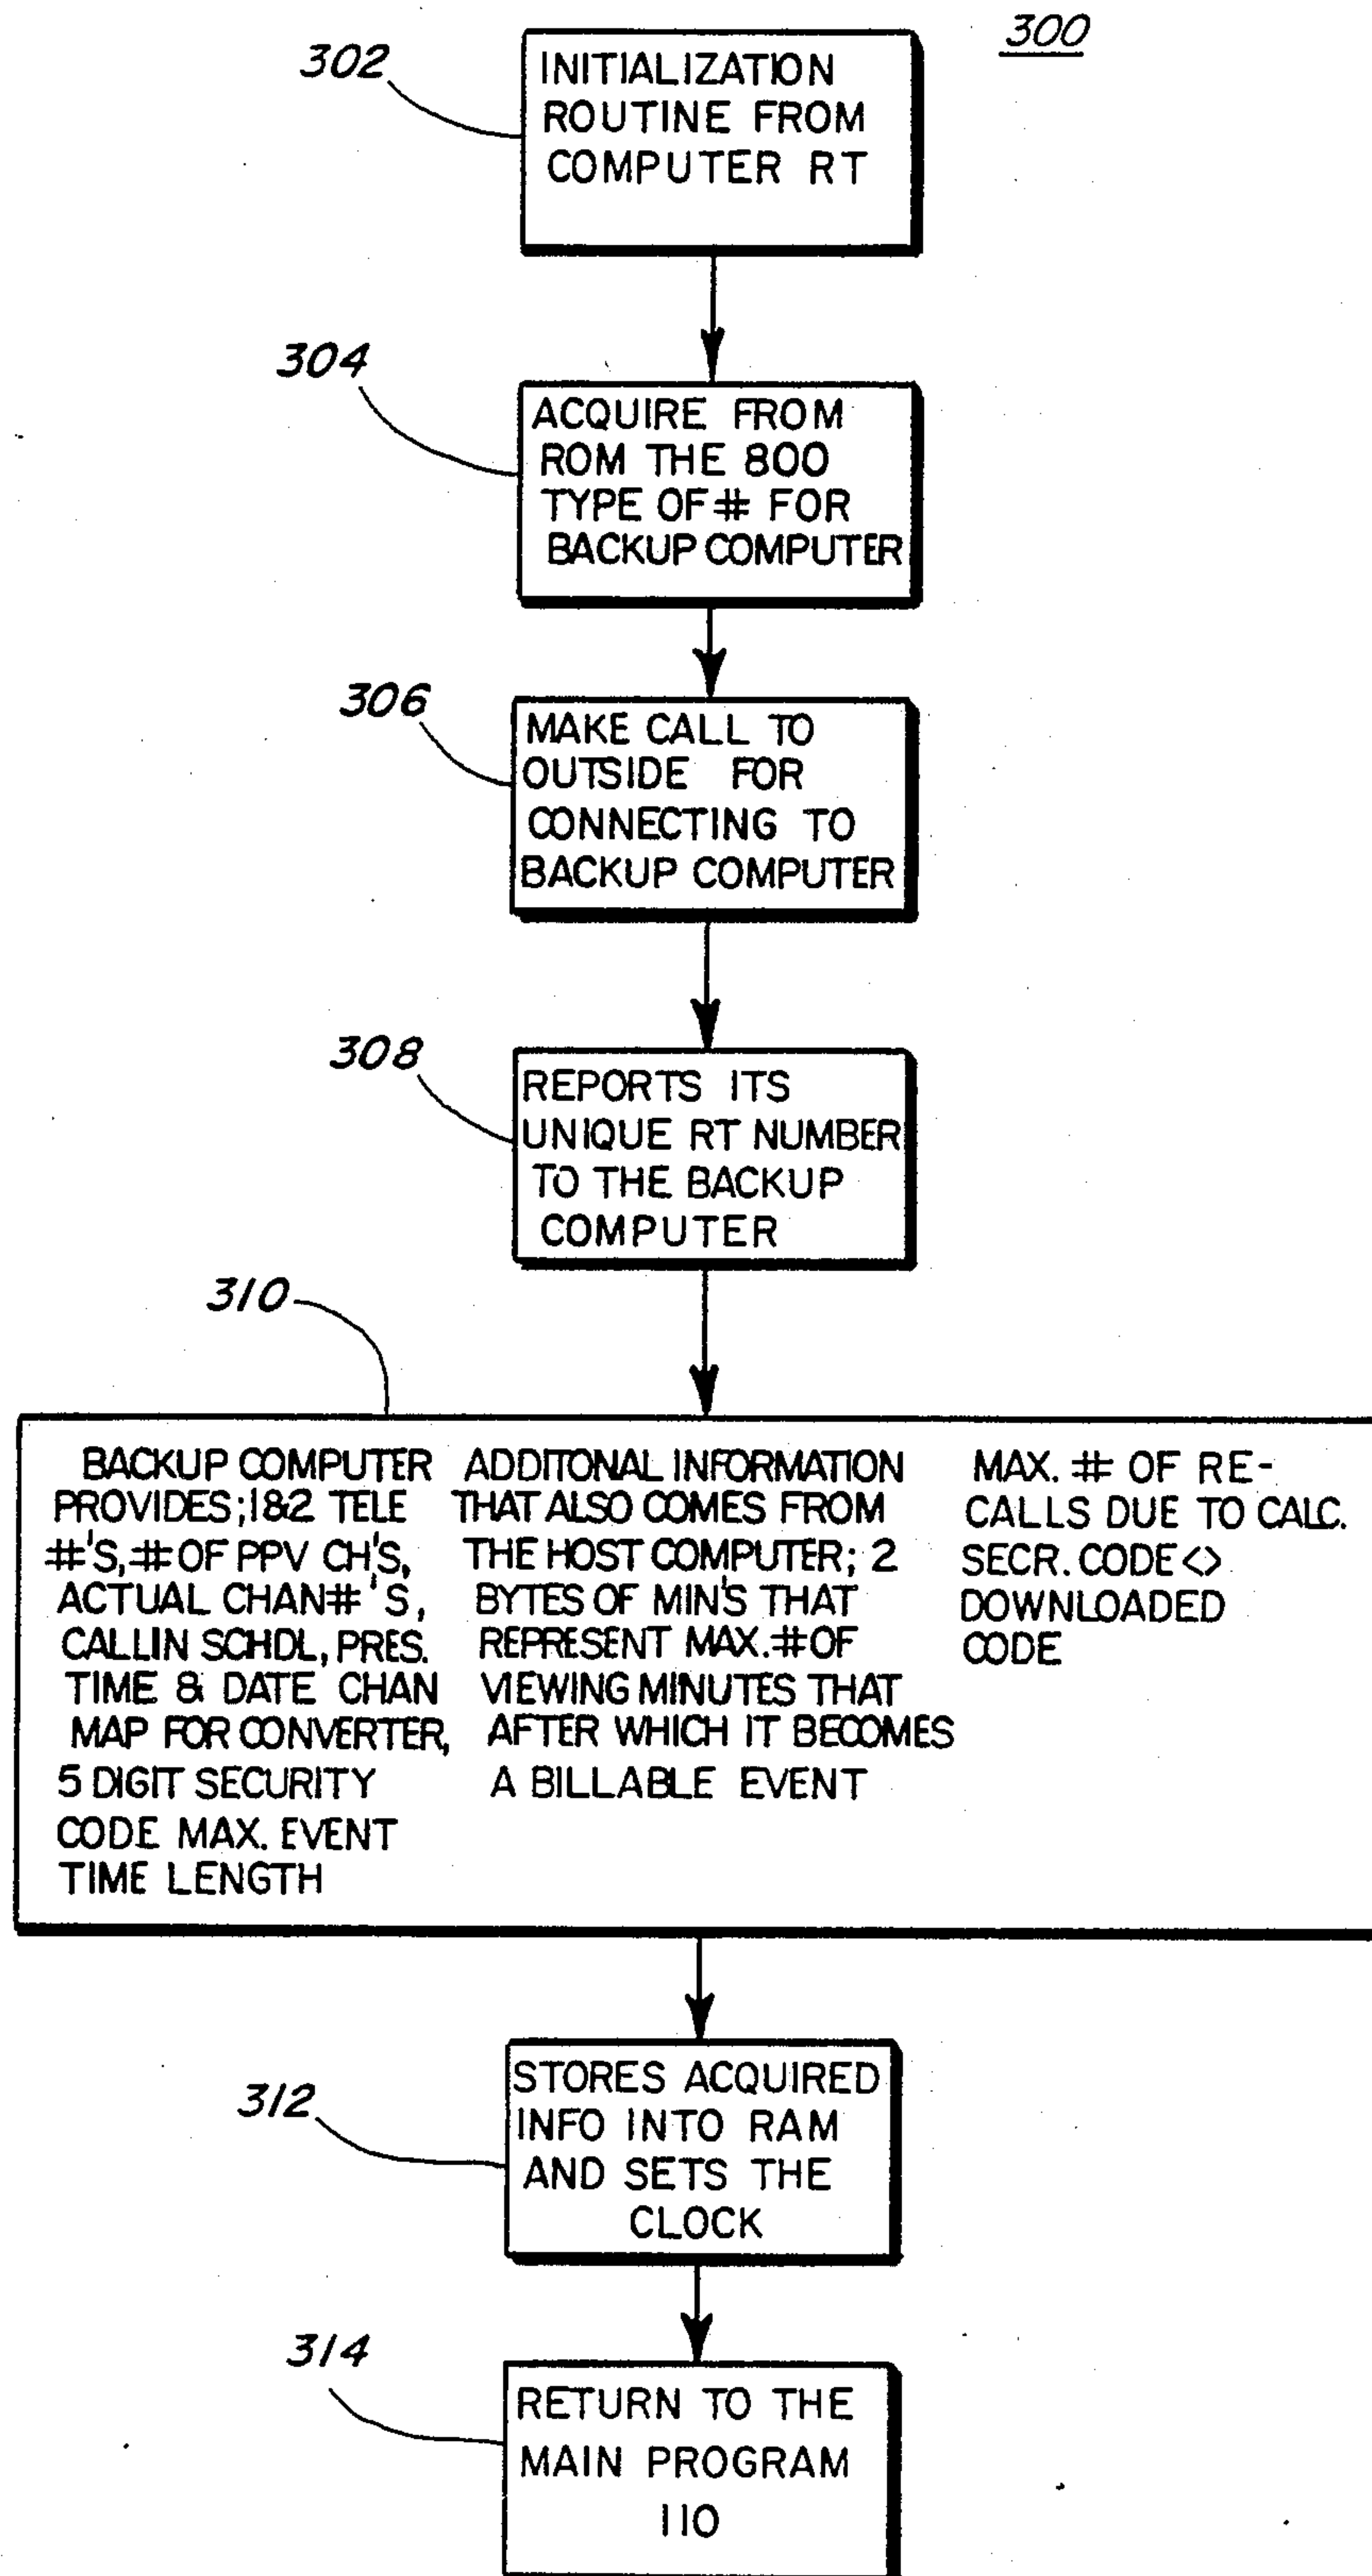 300
302
INITIALIZATION
ROUTINE FROM
COMPUTER RT
304
ACQUIRE FROM
ROM THE 800
TYPE OF # FOR
BACKUP COMPUTER
306
MAKE CALL TO
OUTSIDE FOR
CONNECTING TO
BACKUP COMPUTER
308
REPORTS ITS
UNIQUE RT NUMBER
TO THE BACKUP
COMPUTER
310
BACKUP COMPUTER
PROVIDES;1&2 TELE
#'S,#OF PPV CH'S,
ACTUAL CHAN#'S,
CALLIN SCHDL, PRES.
TIME & DATE CHAN
MAP FOR CONVERTER,
5 DIGIT SECURITY
CODE MAX. EVENT
TIME LENGTH
ADDITONAL INFORMATION
THAT ALSO COMES FROM
THE HOST COMPUTER; 2
BYTES OF MIN'S THAT
REPRESENT MAX.#OF
VIEWING MINUTES THAT
AFTER WHICH IT BECOMES
A BILLABLE EVENT
MAX. # OF RE-
CALLS DUE TO CALC.
SECR. CODE<>
DOWNLOADED
CODE
312
STORES ACQUIRED
INFO INTO RAM
AND SETS THE
CLOCK
314
RETURN TO THE
MAIN PROGRAM
110